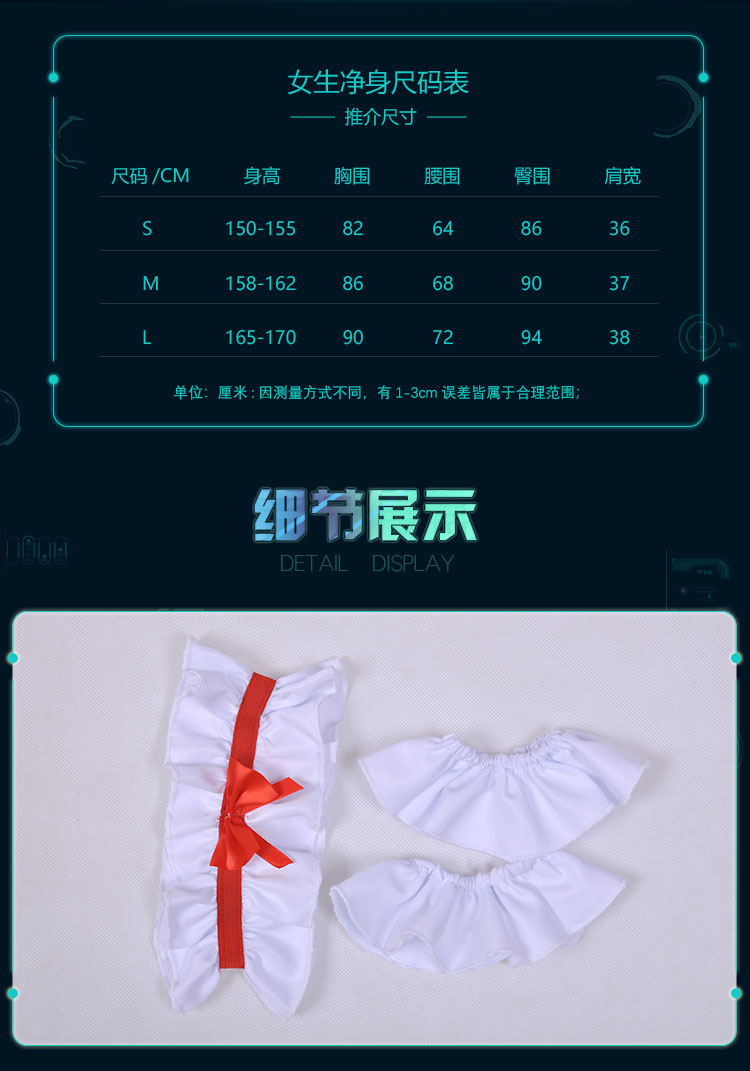 女生净身尺码表
推介尺寸
尺码 /CM 身高 胸围 腰围 臀围 肩宽
S 150-155 82 64 86 36
M 158-162 86 68 90 37
L 165-170 90 72 94 38
单位：厘米 : 因测量方式不同，有 1-3cm 误差皆属于合理范围;
细节展示
DETAIL DISPLAY